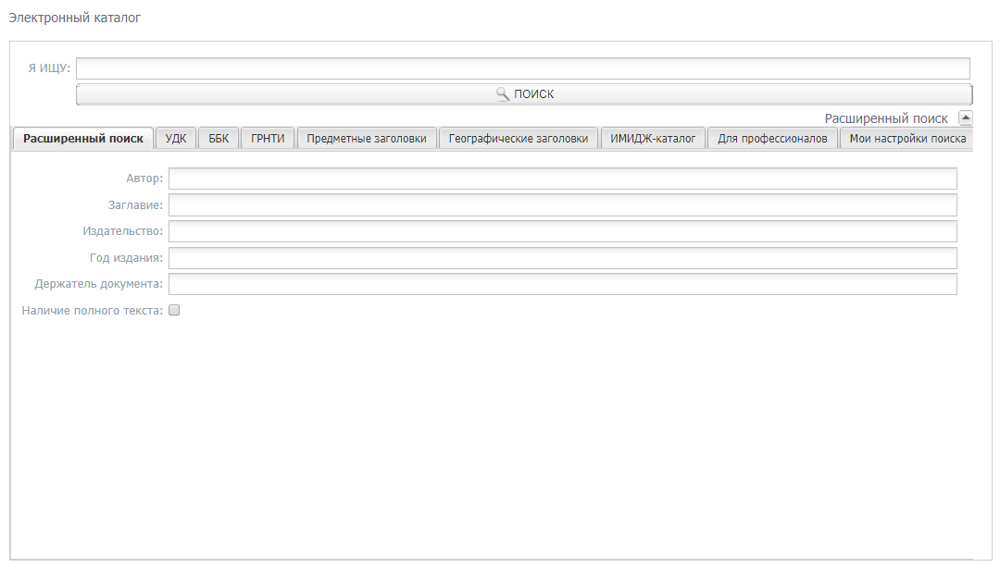 Электронный каталог
Я ИЩУ:
ПОИСК
Расширенный поиск
Расширенный поиск УДК ББК ГРНТИ Предметные заголовки Географические заголовки ИМИДЖ-каталог Для профессионалов Мои настройки поиска
Автор:
Заглавие:
Издательство:
Год издания:
Держатель документа:
Наличие полного текста: